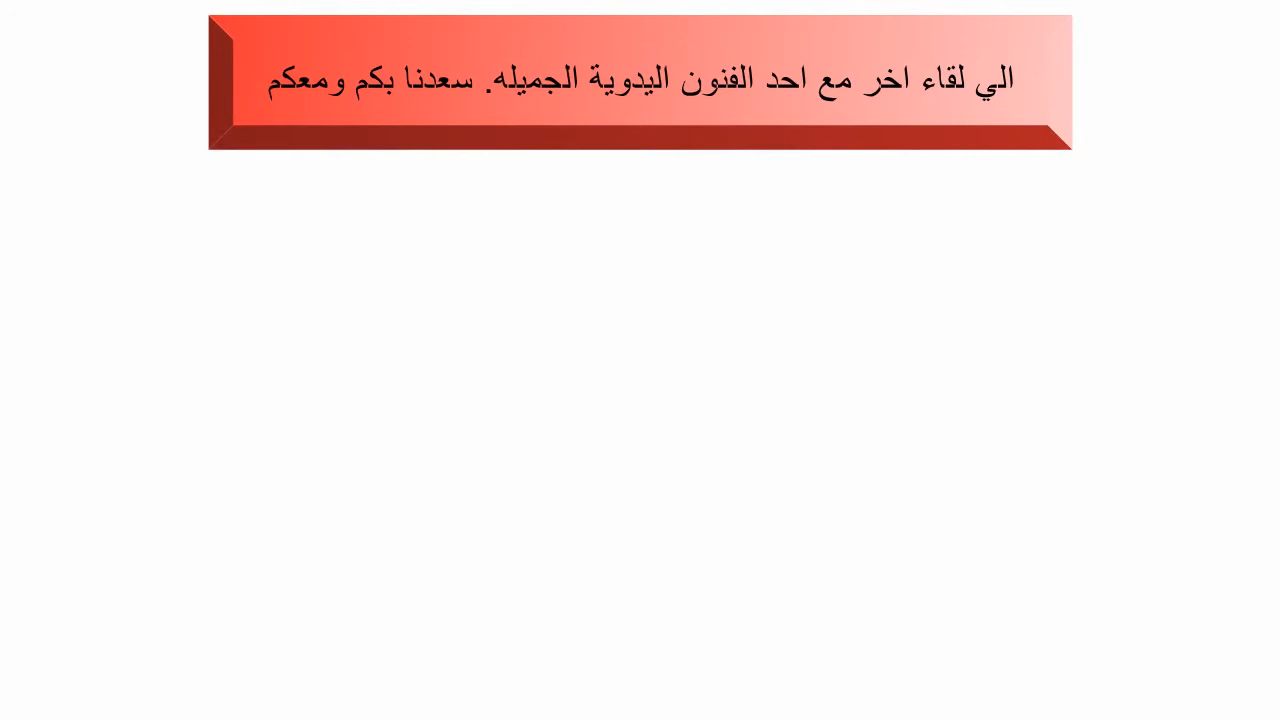 الي لقاء اخر مع احد الفنون اليدوية الجميله. سعدنا بكم ومعكم